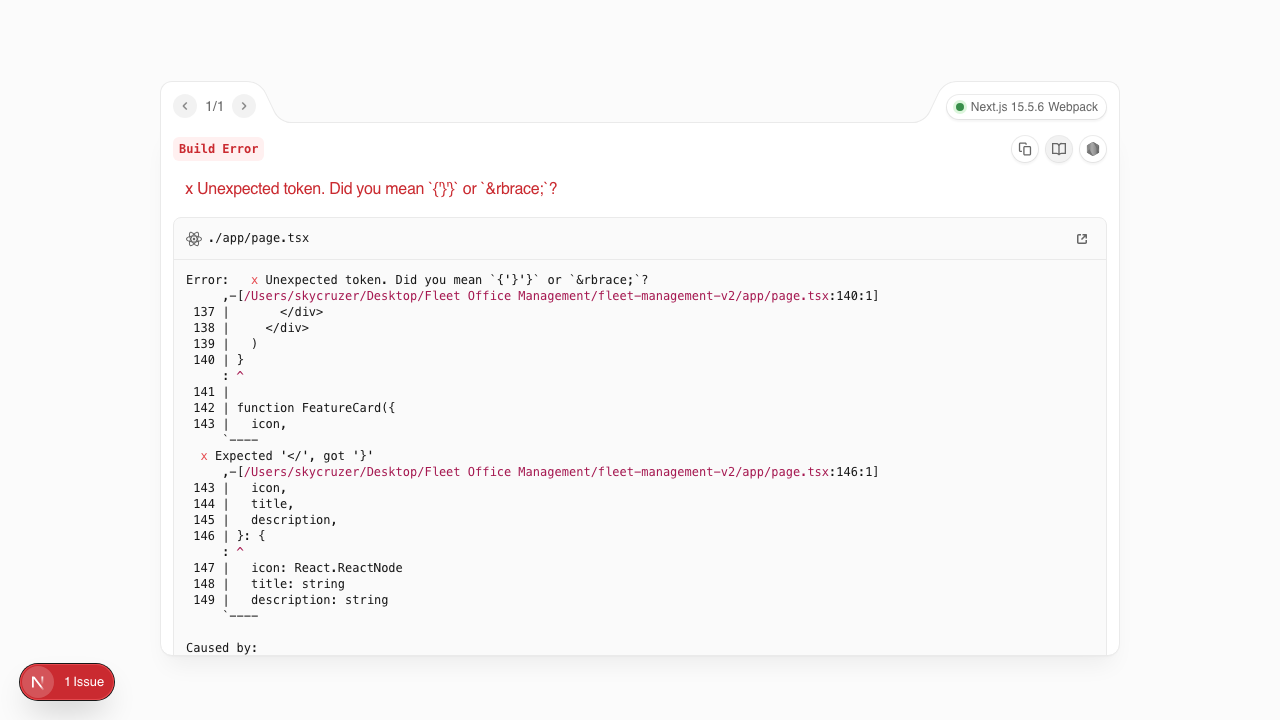 1/1
Next.js 15.5.6 Webpack
Build Error
x Unexpected token. Did you mean `{'}'}` or `&rbrace;`?
./app/page.tsx
Error:   x Unexpected token. Did you mean `{'}'}` or `&rbrace;`?
     ,-[/Users/skycruzer/Desktop/Fleet Office Management/fleet-management-v2/app/page.tsx:140:1]
 137 |       </div>
 138 |     </div>
 139 |   )
 140 | }
     : ^
 141 |
 142 | function FeatureCard({
 143 |   icon,
     `----
  x Expected '</', got '}'
     ,-[/Users/skycruzer/Desktop/Fleet Office Management/fleet-management-v2/app/page.tsx:146:1]
 143 |   icon,
 144 |   title,
 145 |   description,
 146 | }: {
     : ^
 147 |   icon: React.ReactNode
 148 |   title: string
 149 |   description: string
     `----
Caused by:
N 1 Issue